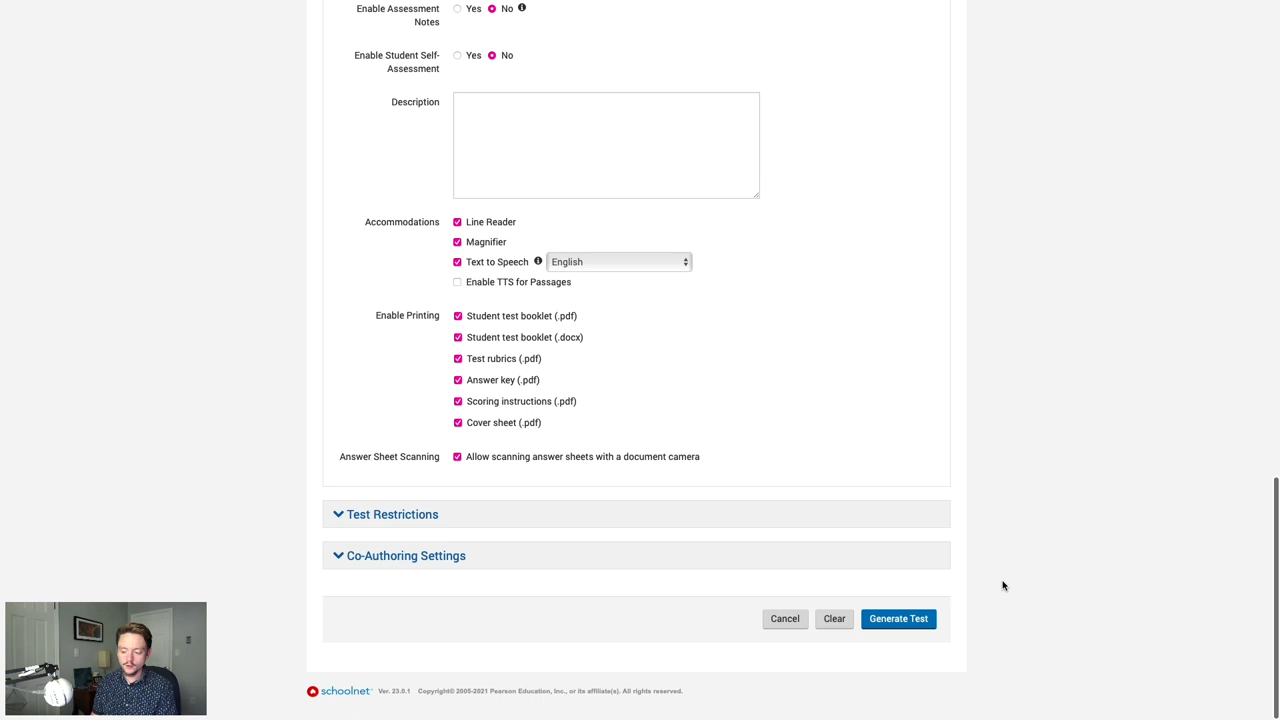 Enable Assessment
Notes
Yes No
Enable Student Self-
Assessment
Yes No
Description
Accommodations
Line Reader
Magnifier
Text to Speech English
Enable TTS for Passages
Enable Printing
Student test booklet (.pdf)
Student test booklet (.docx)
Test rubrics (.pdf)
Answer key (.pdf)
Scoring instructions (.pdf)
Cover sheet (.pdf)
Answer Sheet Scanning
Allow scanning answer sheets with a document camera
Test Restrictions
Co-Authoring Settings
Cancel Clear Generate Test
schoolnet Ver. 23.0.1 Copyright© 2005-2021 Pearson Education, Inc., or its affiliate(s). All rights reserved.